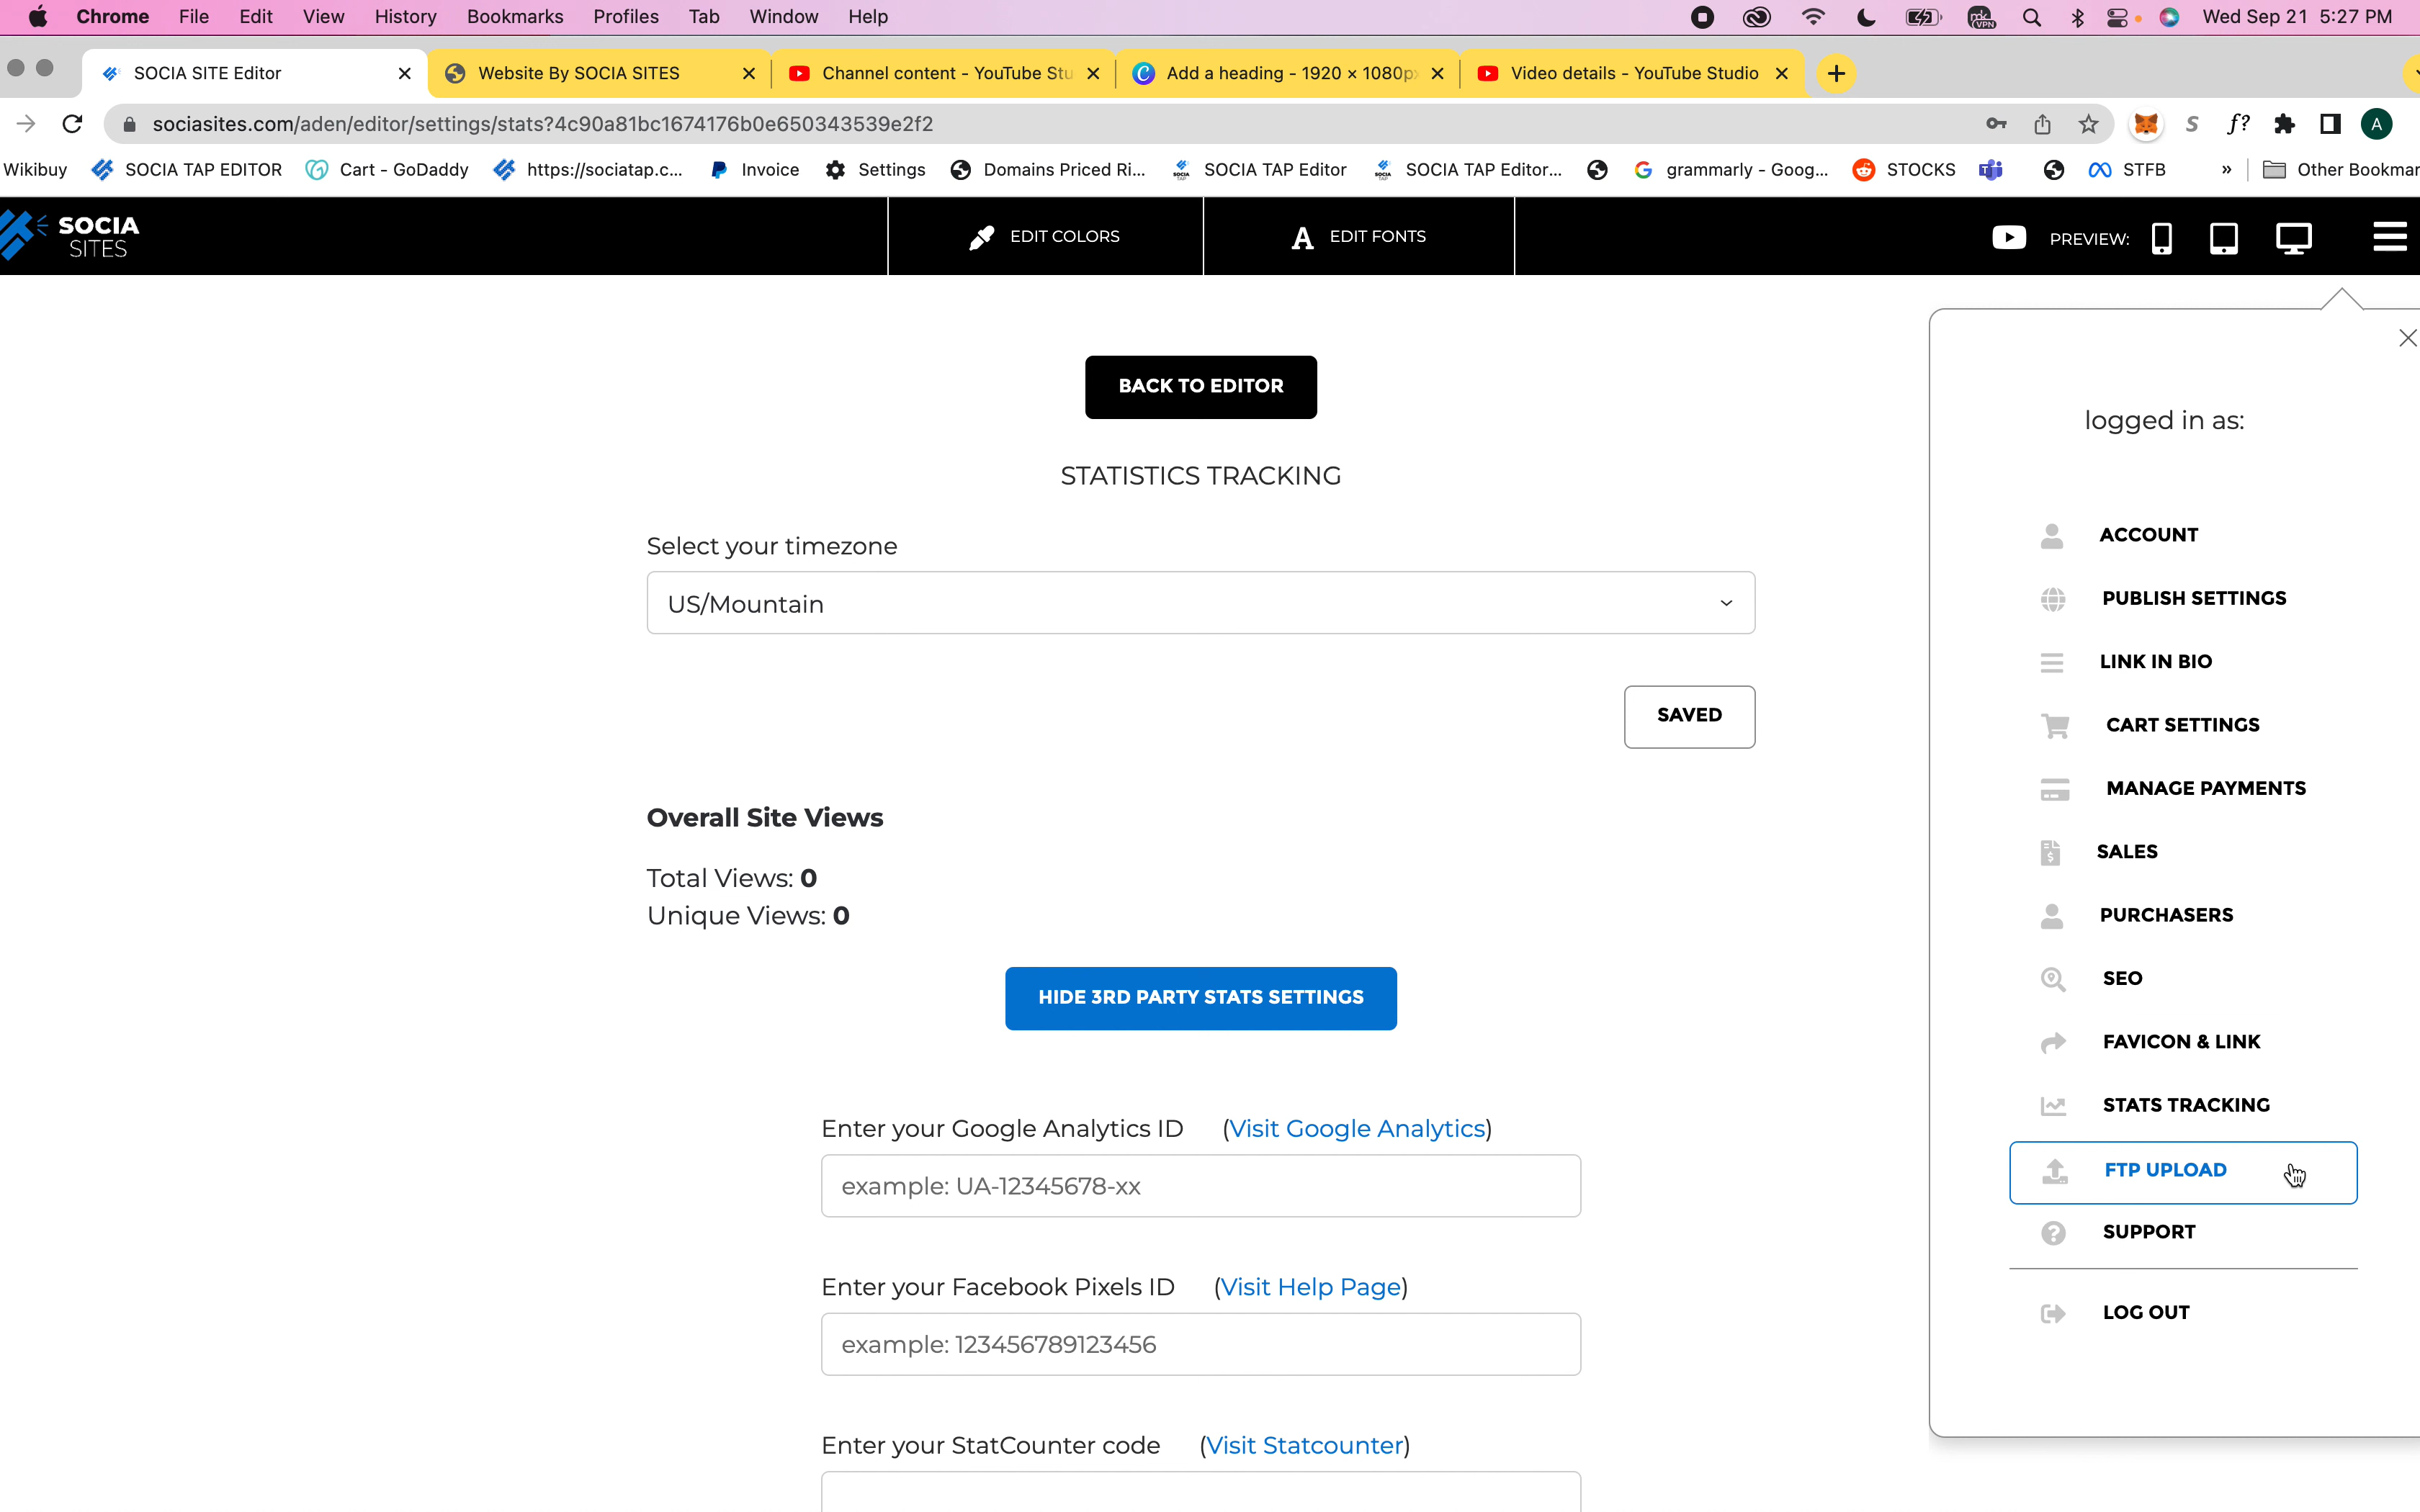 Chrome File Edit View History Bookmarks Profiles Tab Window Help
VPN
Wed Sep 21 5:27 PM
SOCIA SITE Editor
Website By SOCIA SITES
Channel content - YouTube Stu
Add a heading - 1920 × 1080p
Video details - YouTube Studio
sociasites.com/aden/editor/settings/stats?4c90a81bc1674176b0e650343539e2f2
S
f?
A
Wikibuy
SOCIA TAP EDITOR
Cart - GoDaddy
https://sociatap.c...
Invoice
Settings
Domains Priced Ri...
SOCIA TAP Editor
SOCIA TAP Editor...
grammarly - Goog...
STOCKS
STFB
»
Other Bookmar
SOCIA
SITES
EDIT COLORS
A EDIT FONTS
PREVIEW:
BACK TO EDITOR
STATISTICS TRACKING
Select your timezone
US/Mountain
SAVED
Overall Site Views
Total Views: 0
Unique Views: 0
HIDE 3RD PARTY STATS SETTINGS
Enter your Google Analytics ID (Visit Google Analytics)
example: UA-12345678-xx
Enter your Facebook Pixels ID (Visit Help Page)
example: 123456789123456
Enter your StatCounter code (Visit Statcounter)
logged in as:
ACCOUNT
PUBLISH SETTINGS
LINK IN BIO
CART SETTINGS
MANAGE PAYMENTS
SALES
PURCHASERS
SEO
FAVICON & LINK
STATS TRACKING
FTP UPLOAD
SUPPORT
LOG OUT